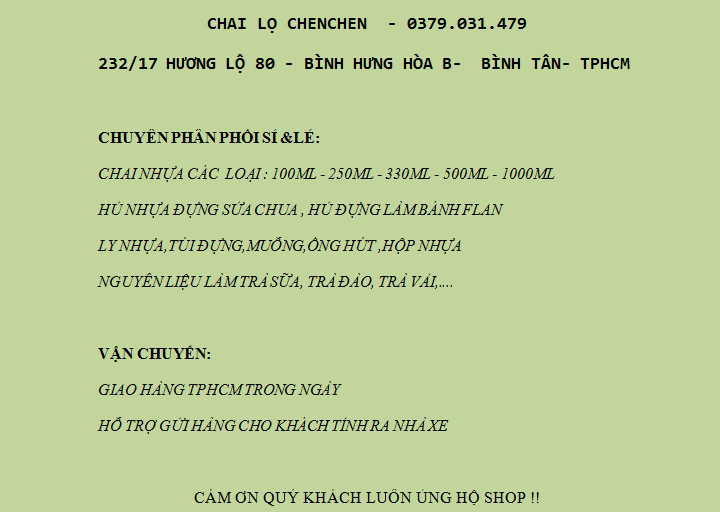 CHAI LỌ CHENCHEN - 0379.031.479
232/17 HƯƠNG LỘ 80 - BÌNH HƯNG HÒA B- BÌNH TÂN- TPHCM
CHUYÊN PHÂN PHỐI SỈ &LẺ:
CHAI NHỰA CÁC LOẠI : 100ML - 250ML - 330ML - 500ML - 1000ML
HỦ NHỰA ĐỰNG SỮA CHUA , HỦ ĐỰNG LÀM BÁNH FLAN
LY NHỰA,TÚI ĐỰNG,MUỖNG,ỐNG HÚT ,HỘP NHỰA
NGUYÊN LIỆU LÀM TRÀ SỮA, TRÀ ĐÀO, TRÀ VẢI,....
VẬN CHUYỂN:
GIAO HÀNG TPHCM TRONG NGÀY
HỖ TRỢ GỬI HÀNG CHO KHÁCH TỈNH RA NHÀ XE
CẢM ƠN QUÝ KHÁCH LUÔN ỦNG HỘ SHOP !!